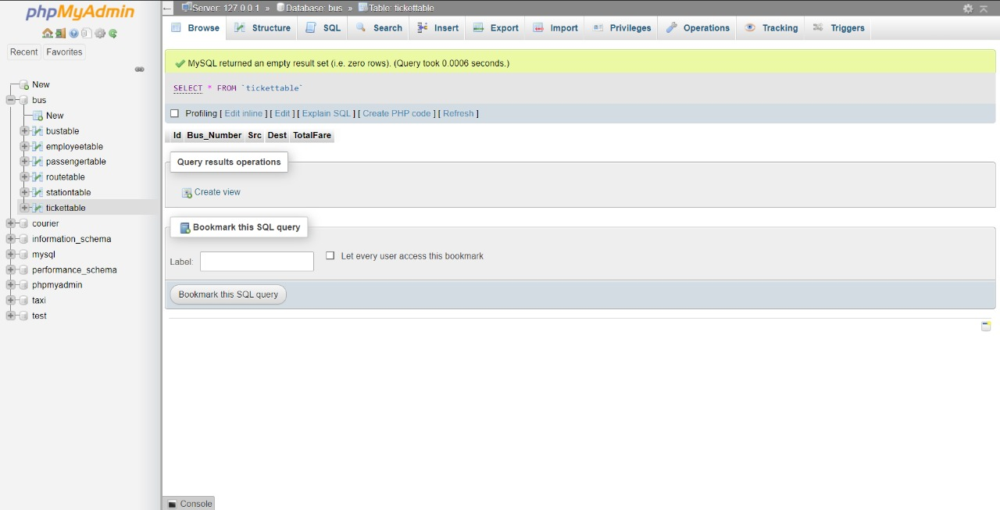 phpMyAdmin
Recent Favorites
New
bus
New
bustable
employeetable
passengertable
routetable
stationtable
tickettable
courier
information_schema
mysql
performance_schema
phpmyadmin
taxi
test
Server: 127.0.0.1 » Database: bus » Table: tickettable
Browse Structure SQL Search Insert Export Import Privileges Operations Tracking Triggers
MySQL returned an empty result set (i.e. zero rows). (Query took 0.0006 seconds.)
SELECT * FROM `tickettable`
Profiling [ Edit inline ] [ Edit ] [ Explain SQL ] [ Create PHP code ] [ Refresh ]
Id Bus_Number Src Dest TotalFare
Query results operations
Create view
Bookmark this SQL query
Label: Let every user access this bookmark
Bookmark this SQL query
Console